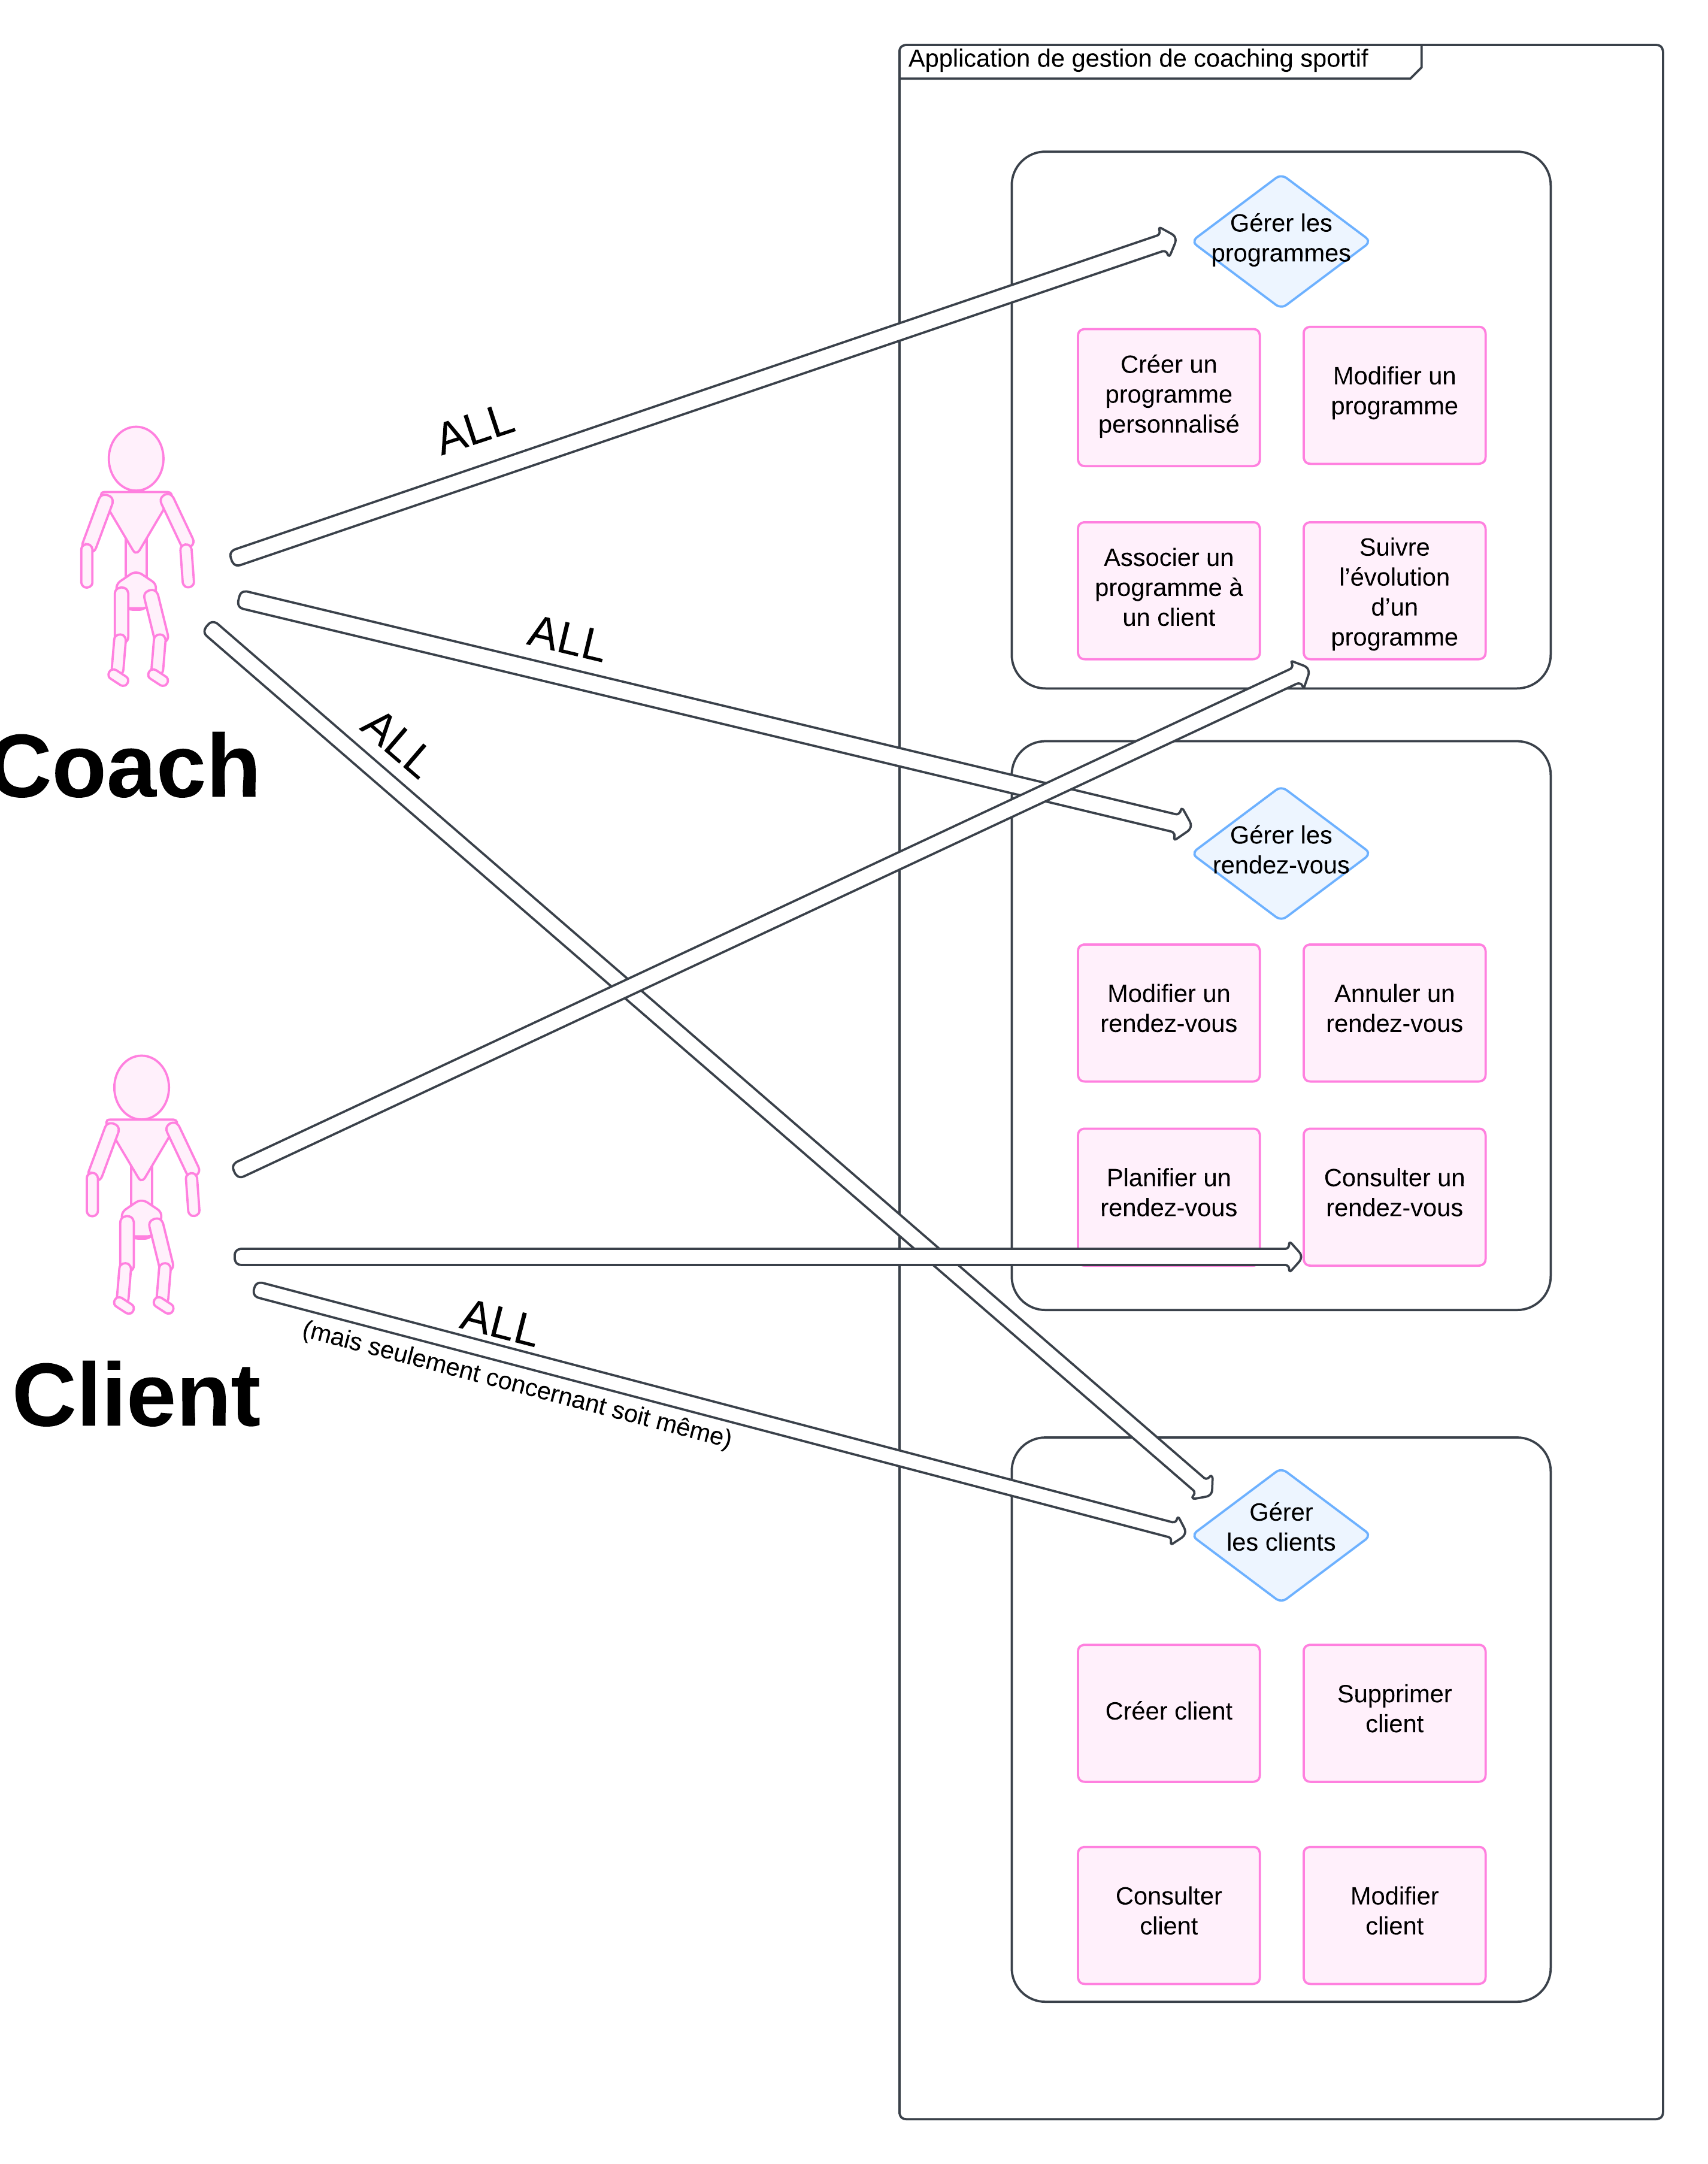 Application de gestion de coaching sportif
Gérer les
programmes
Créer un
programme
personnalisé
Modifier un
programme
ALL
Associer un
programme à
un client
Suivre
l’évolution
d’un
programme
ALL
ALL
Coach
Gérer les
rendez-vous
Modifier un
rendez-vous
Annuler un
rendez-vous
Planifier un
rendez-vous
Consulter un
rendez-vous
ALL
(mais seulement concernant soit même)
Client
Gérer
les clients
Créer client
Supprimer
client
Consulter
client
Modifier
client